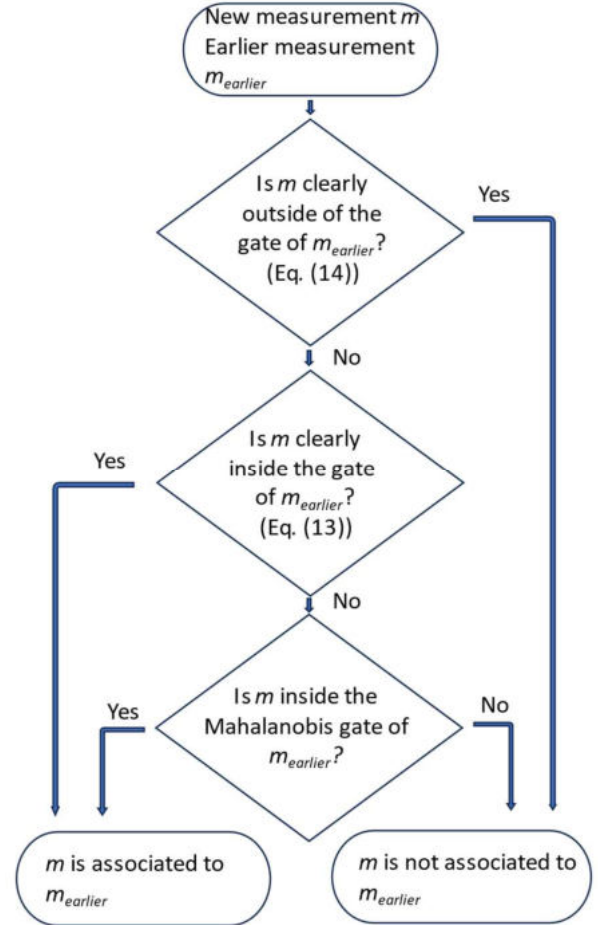 New measurement m
Earlier measurement
m_earlier
Is m clearly
outside of the
gate of m_earlier?
(Eq. (14))
Yes
No
Is m clearly
inside the gate
of m_earlier?
(Eq. (13))
Yes
No
Is m inside the
Mahalanobis gate of
m_earlier?
Yes
No
m is associated to
m_earlier
m is not associated to
m_earlier